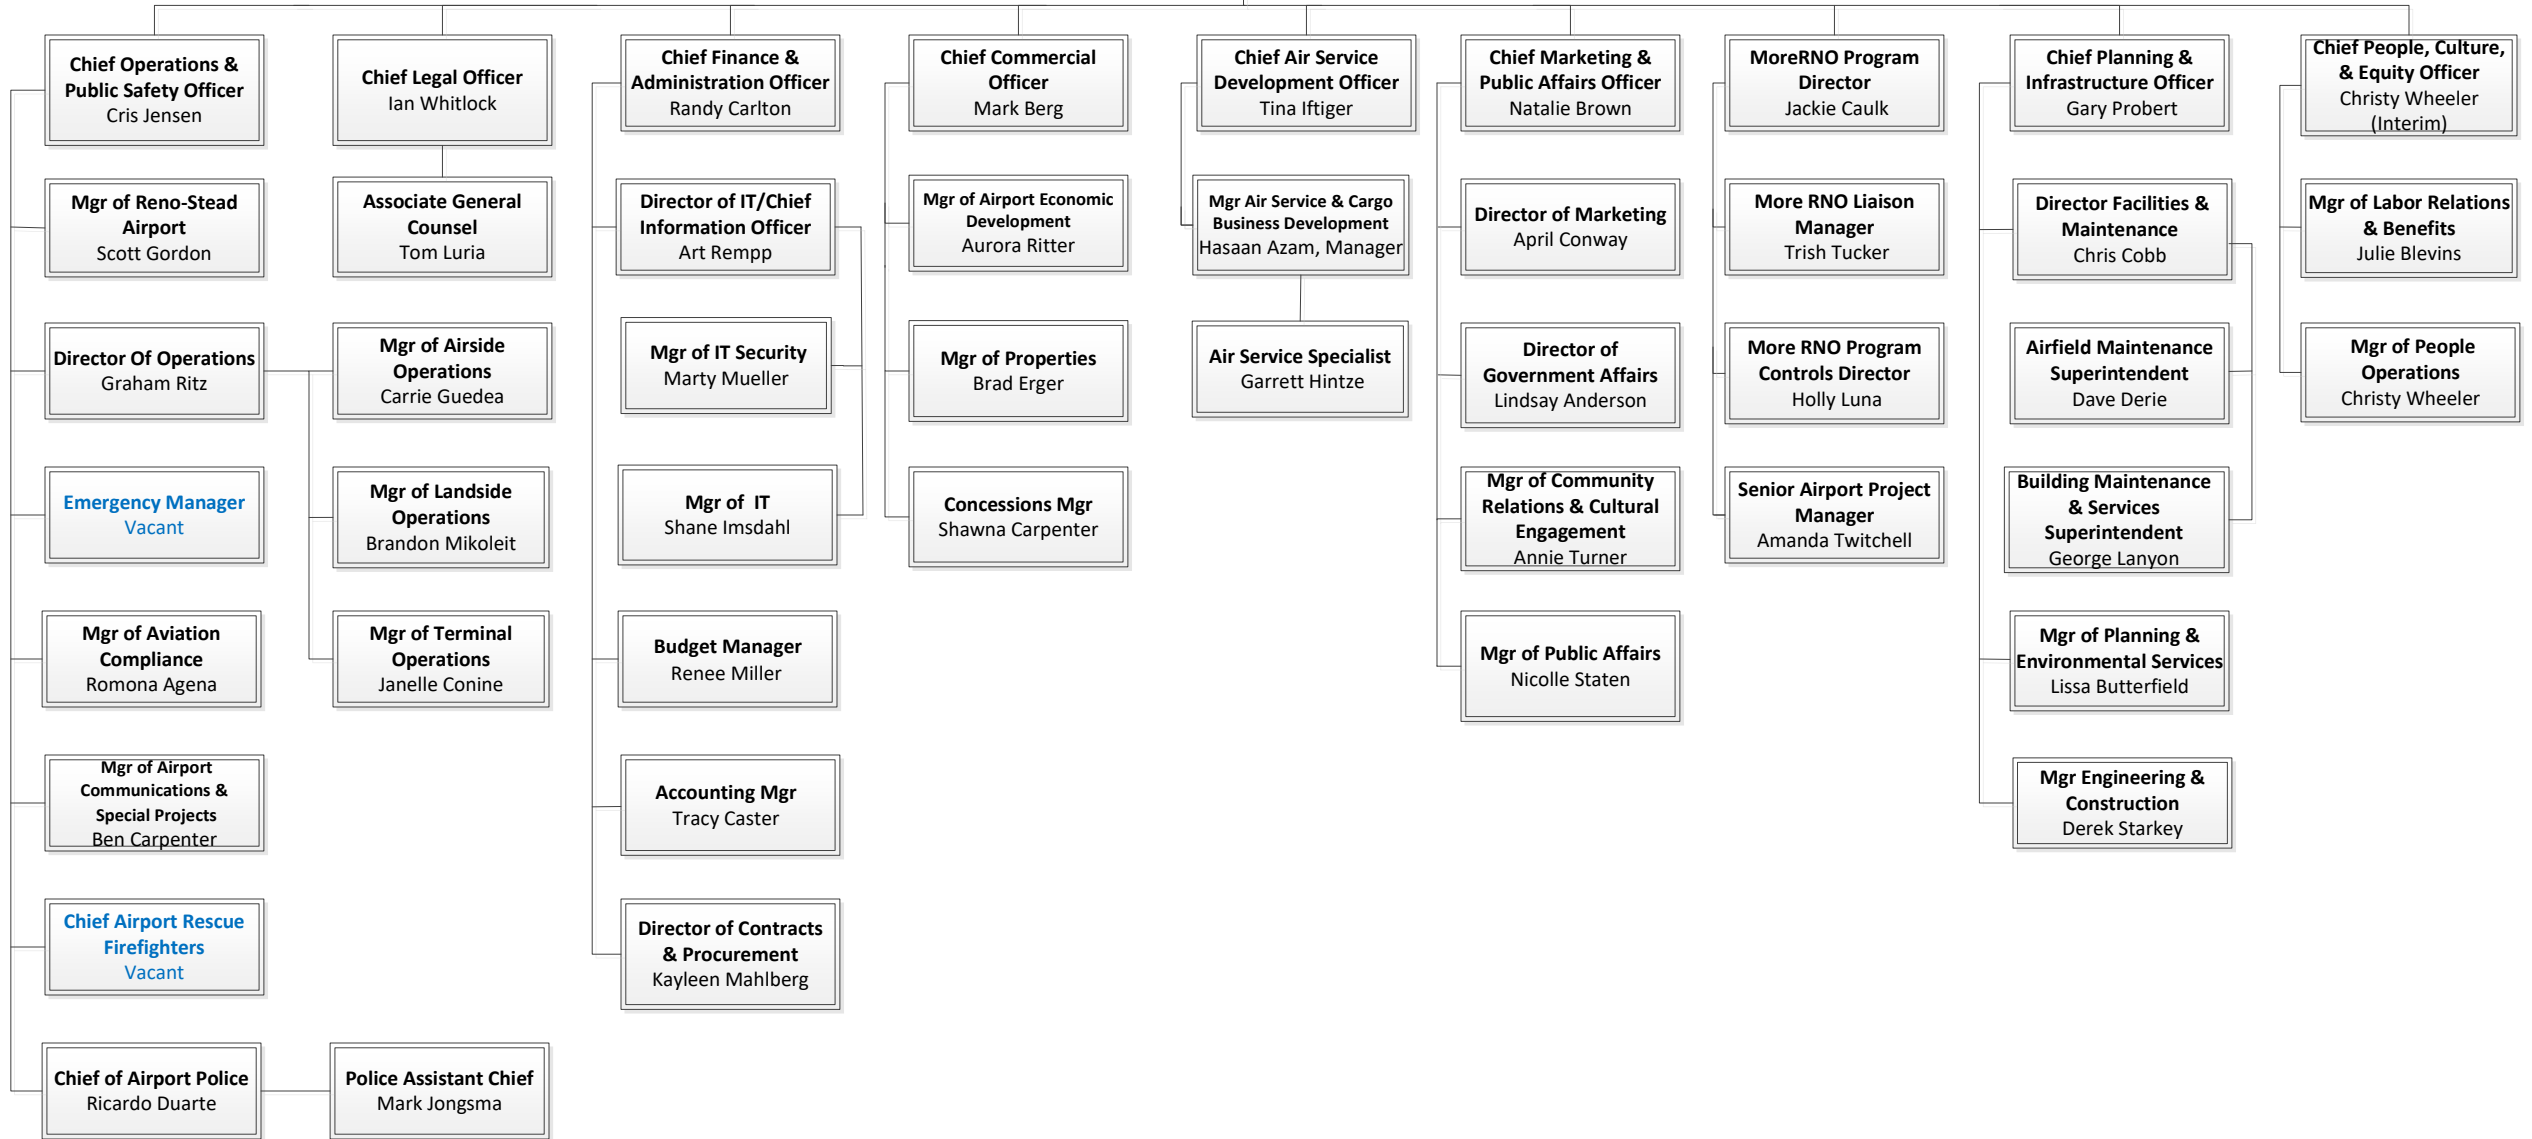 Chief Operations &
Public Safety Officer
Cris Jensen
Chief Legal Officer
Ian Whitlock
Chief Finance &
Administration Officer
Randy Carlton
Chief Commercial
Officer
Mark Berg
Chief Air Service
Development Officer
Tina Iftiger
Chief Marketing &
Public Affairs Officer
Natalie Brown
MoreRNO Program
Director
Jackie Caulk
Chief Planning &
Infrastructure Officer
Gary Probert
Chief People, Culture,
& Equity Officer
Christy Wheeler
(Interim)
Mgr of Reno-Stead
Airport
Scott Gordon
Associate General
Counsel
Tom Luria
Director of IT/Chief
Information Officer
Art Rempp
Mgr of Airport Economic
Development
Aurora Ritter
Mgr Air Service & Cargo
Business Development
Hasaan Azam, Manager
Director of Marketing
April Conway
More RNO Liaison
Manager
Trish Tucker
Director Facilities &
Maintenance
Chris Cobb
Mgr of Labor Relations
& Benefits
Julie Blevins
Director Of Operations
Graham Ritz
Mgr of Airside
Operations
Carrie Guedea
Mgr of IT Security
Marty Mueller
Mgr of Properties
Brad Erger
Air Service Specialist
Garrett Hintze
Director of
Government Affairs
Lindsay Anderson
More RNO Program
Controls Director
Holly Luna
Airfield Maintenance
Superintendent
Dave Derie
Mgr of People
Operations
Christy Wheeler
Emergency Manager
Vacant
Mgr of Landside
Operations
Brandon Mikoleit
Mgr of  IT
Shane Imsdahl
Concessions Mgr
Shawna Carpenter
Mgr of Community
Relations & Cultural
Engagement
Annie Turner
Senior Airport Project
Manager
Amanda Twitchell
Building Maintenance
& Services
Superintendent
George Lanyon
Mgr of Aviation
Compliance
Romona Agena
Mgr of Terminal
Operations
Janelle Conine
Budget Manager
Renee Miller
Mgr of Public Affairs
Nicolle Staten
Mgr of Planning &
Environmental Services
Lissa Butterfield
Mgr of Airport
Communications &
Special Projects
Ben Carpenter
Accounting Mgr
Tracy Caster
Mgr Engineering &
Construction
Derek Starkey
Chief Airport Rescue
Firefighters
Vacant
Director of Contracts
& Procurement
Kayleen Mahlberg
Chief of Airport Police
Ricardo Duarte
Police Assistant Chief
Mark Jongsma